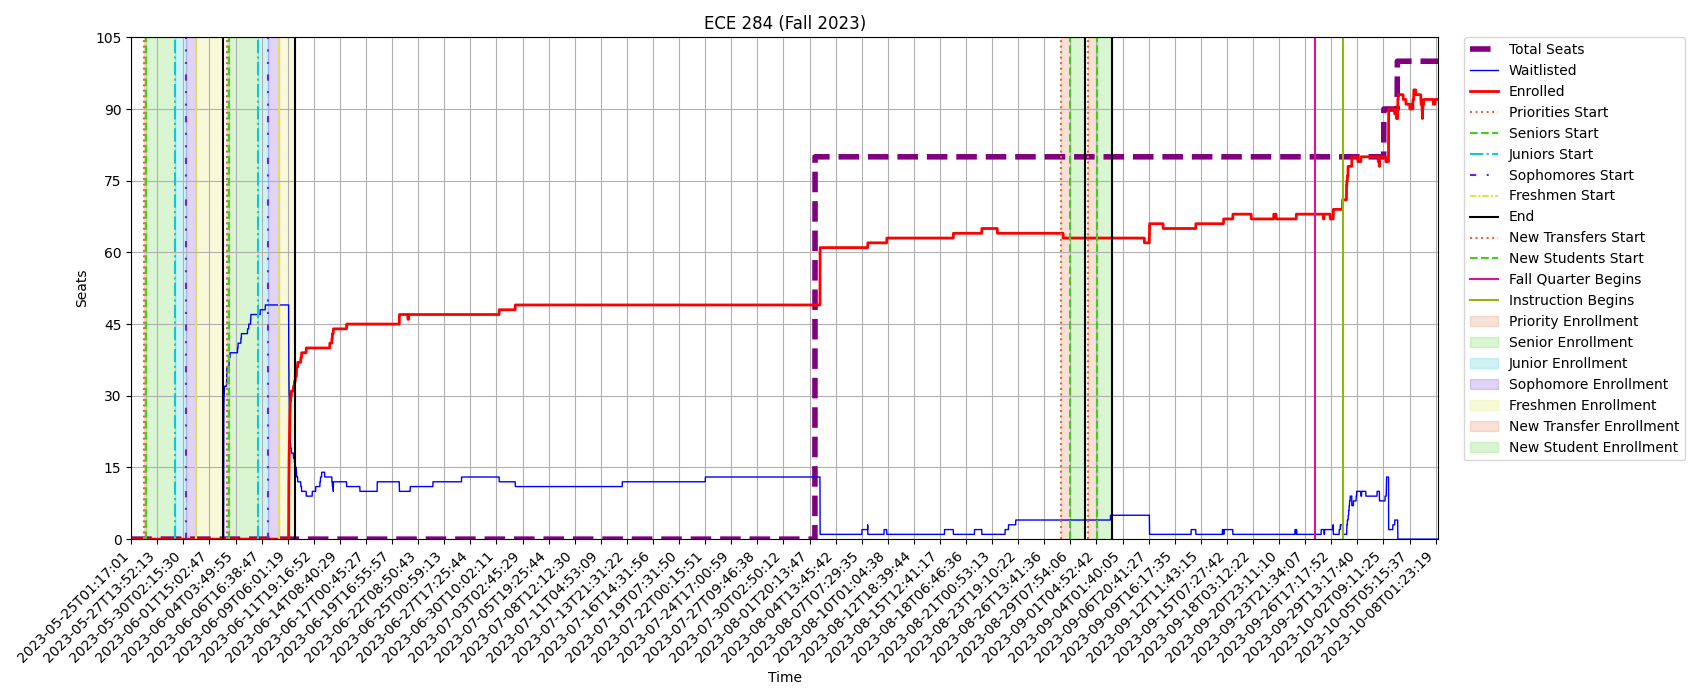 ECE 284 (Fall 2023)
105
90
75
60
45
30
15
0
Seats
2023-05-25T01:17:01
2023-05-27T13:52:13
2023-05-30T02:15:30
2023-06-01T15:02:47
2023-06-04T03:49:55
2023-06-06T16:38:47
2023-06-09T06:01:19
2023-06-11T19:16:52
2023-06-14T08:40:29
2023-06-17T00:45:27
2023-06-19T16:55:57
2023-06-22T08:50:43
2023-06-25T00:59:13
2023-06-27T17:25:44
2023-06-30T10:02:11
2023-07-03T02:45:29
2023-07-05T19:25:44
2023-07-08T12:12:30
2023-07-11T04:53:09
2023-07-13T21:31:22
2023-07-16T14:31:56
2023-07-19T07:31:50
2023-07-22T00:15:51
2023-07-24T17:00:59
2023-07-27T09:46:38
2023-07-30T02:50:12
2023-08-01T20:13:47
2023-08-04T13:45:42
2023-08-07T07:29:35
2023-08-10T01:04:38
2023-08-12T18:39:44
2023-08-15T12:41:17
2023-08-18T06:46:36
2023-08-21T00:53:13
2023-08-23T19:10:22
2023-08-26T13:41:36
2023-08-29T07:54:06
2023-09-01T04:52:42
2023-09-04T01:40:05
2023-09-06T20:41:27
2023-09-09T16:17:35
2023-09-12T11:43:15
2023-09-15T07:27:42
2023-09-18T03:12:22
2023-09-20T23:11:10
2023-09-23T21:34:07
2023-09-26T17:17:52
2023-09-29T13:17:40
2023-10-02T09:11:25
2023-10-05T05:15:37
2023-10-08T01:23:19
Time
Total Seats
Waitlisted
Enrolled
Priorities Start
Seniors Start
Juniors Start
Sophomores Start
Freshmen Start
End
New Transfers Start
New Students Start
Fall Quarter Begins
Instruction Begins
Priority Enrollment
Senior Enrollment
Junior Enrollment
Sophomore Enrollment
Freshmen Enrollment
New Transfer Enrollment
New Student Enrollment